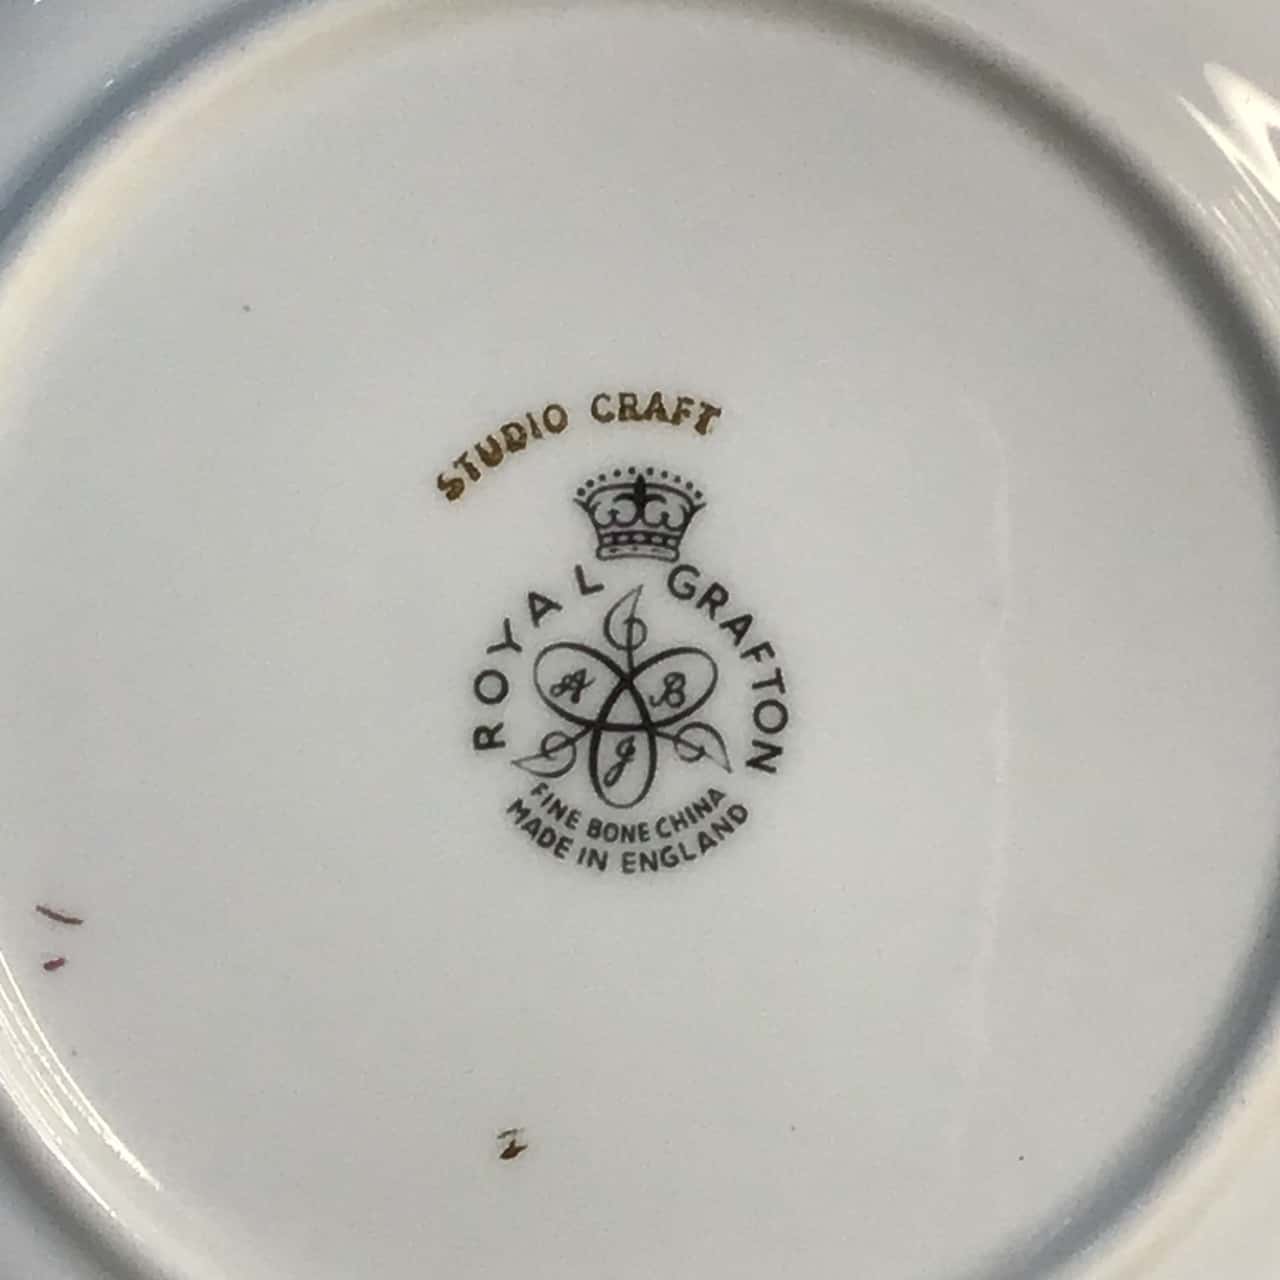 STUDIO CRAFT
ROYAL GRAFTON
A B
J
FINE BONE CHINA
MADE IN ENGLAND